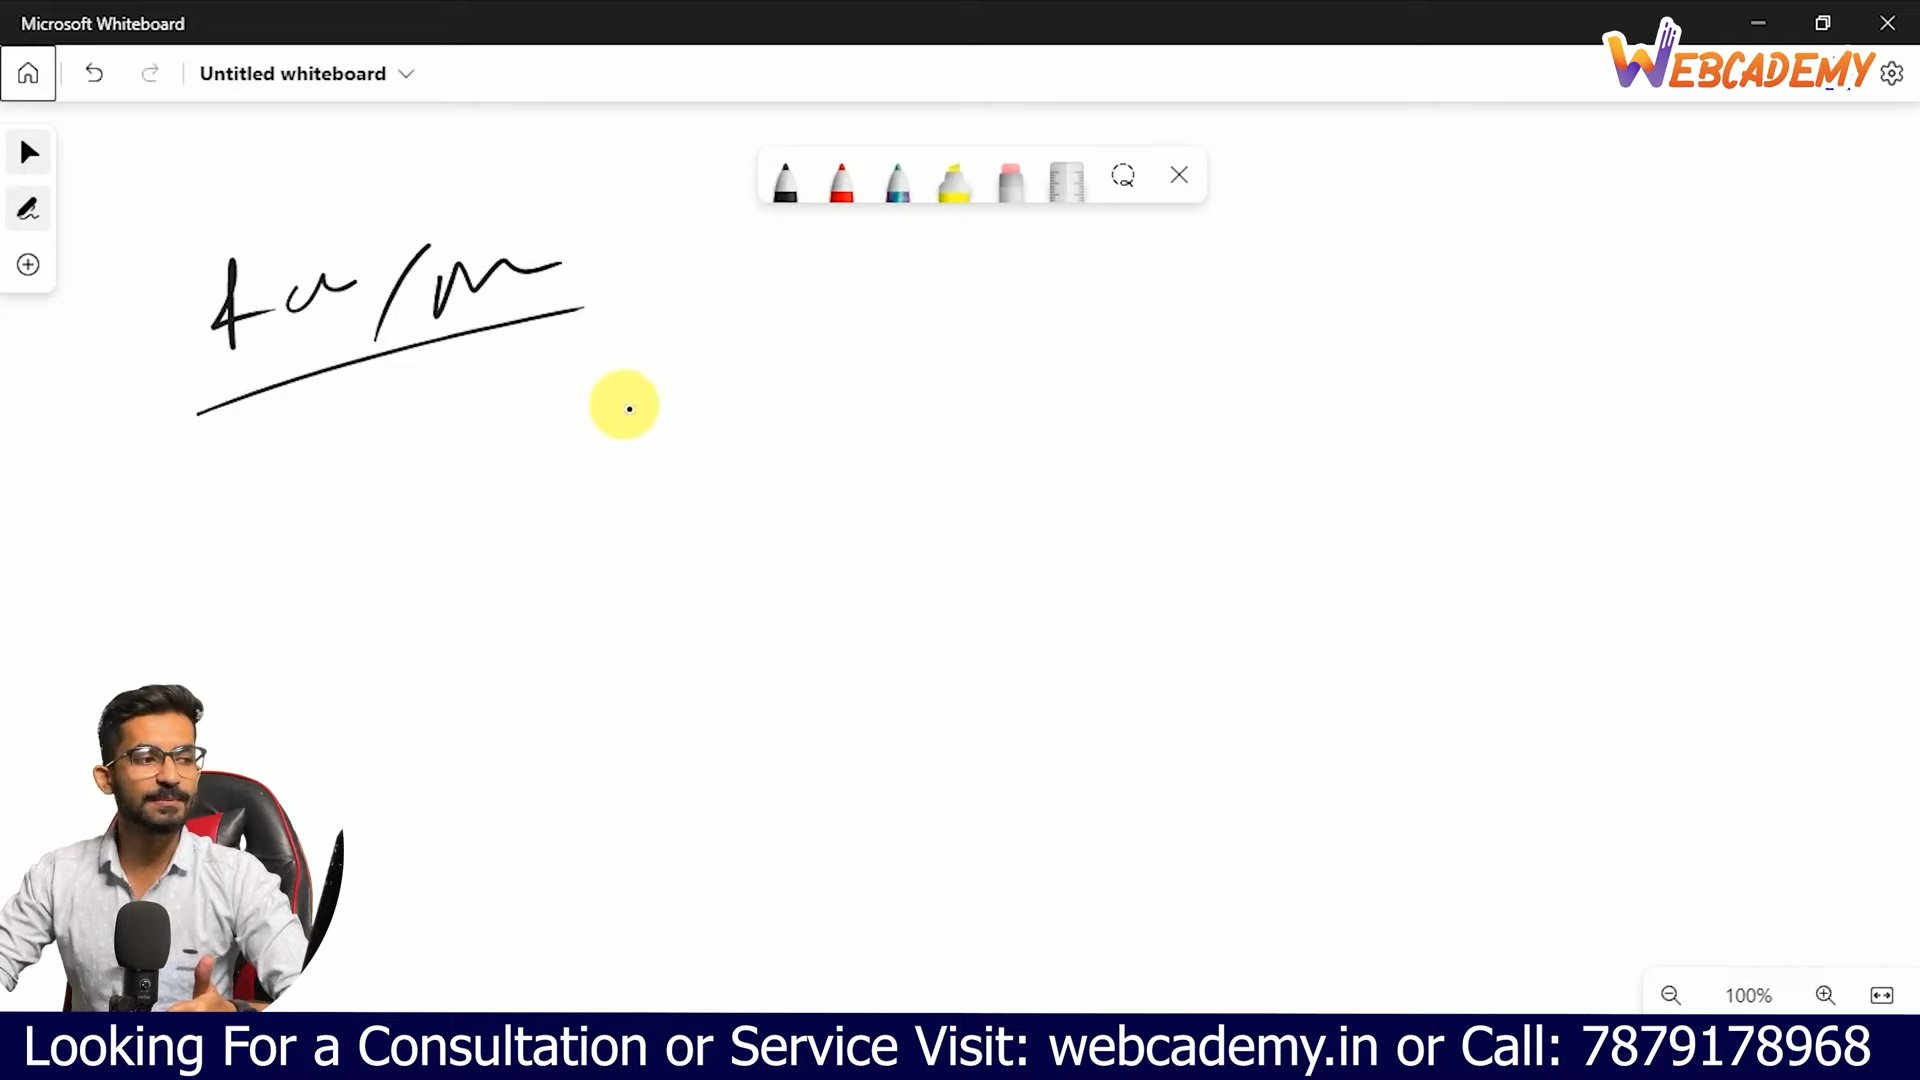 Microsoft Whiteboard
Untitled whiteboard
WEBCADEMY
100%
Looking For a Consultation or Service Visit: webcademy.in or Call: 7879178968